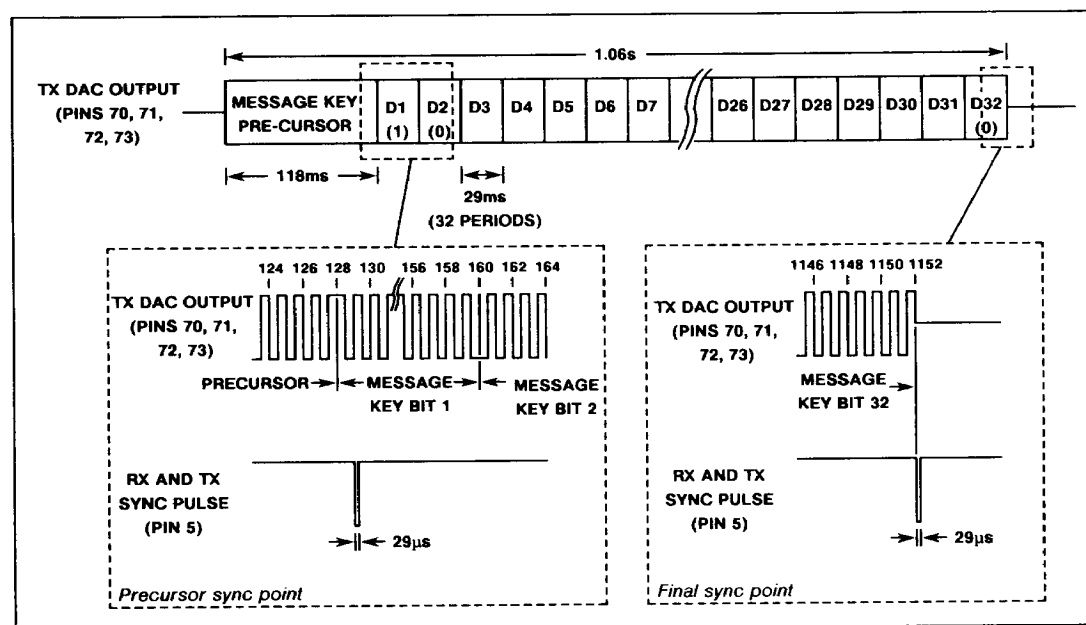 1.06s
TX DAC OUTPUT
(PINS 70, 71,
72, 73)
MESSAGE KEY
PRE-CURSOR
D1
(1)
D2
(0)
D3
D4
D5
D6
D7
D26
D27
D28
D29
D30
D31
D32
(0)
118ms
29ms
(32 PERIODS)
124 126 128 130 156 158 160 162 164
TX DAC OUTPUT
(PINS 70, 71,
72, 73)
PRECURSOR
MESSAGE
KEY BIT 1
MESSAGE
KEY BIT 2
RX AND TX
SYNC PULSE
(PIN 5)
29µs
Precursor sync point
1146 1148 1150 1152
TX DAC OUTPUT
(PINS 70, 71,
72, 73)
MESSAGE
KEY BIT 32
RX AND TX
SYNC PULSE
(PIN 5)
29µs
Final sync point